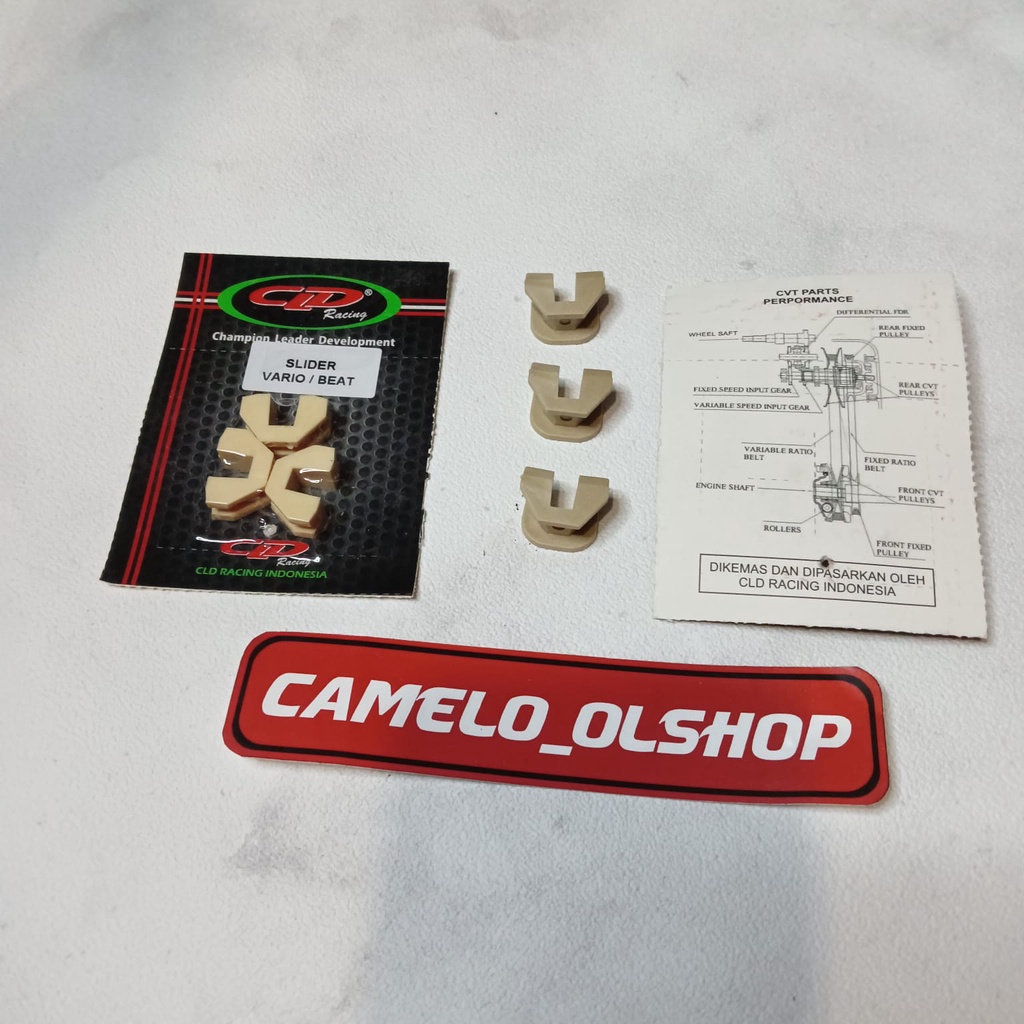 CLD®
Racing
Champion Leader Development
SLIDER
VARIO / BEAT
CLD
Racing
CLD RACING INDONESIA
CVT PARTS
PERPORMANCE
DIFFERENTIAL FDR
WHEEL SAFT
REAR FIXED
PULLEY
FIXED SPEED INPUT GEAR
VARIABLE SPEED INPUT GEAR
REAR CVT
PULLEYS
VARIABLE RATIO
BELT
FIXED RATIO
BELT
ENGINE SHAFT
FRONT CVT
PULLEYS
ROLLERS
FRONT FIXED
PULLEY
DIKEMAS DAN DIPASARKAN OLEH
CLD RACING INDONESIA
CAMELO_OLSHOP